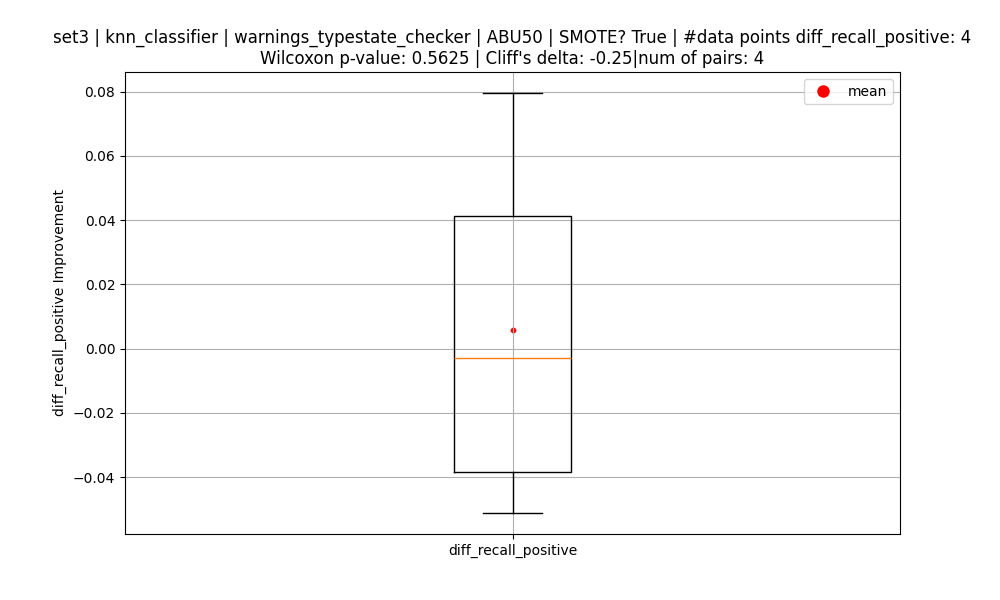 set3 | knn_classifier | warnings_typestate_checker | ABU50 | SMOTE? True | #data points diff_recall_positive: 4
Wilcoxon p-value: 0.5625 | Cliff's delta: -0.25|num of pairs: 4
mean
0.08
0.06
0.04
0.02
0.00
−0.02
−0.04
diff_recall_positive Improvement
diff_recall_positive